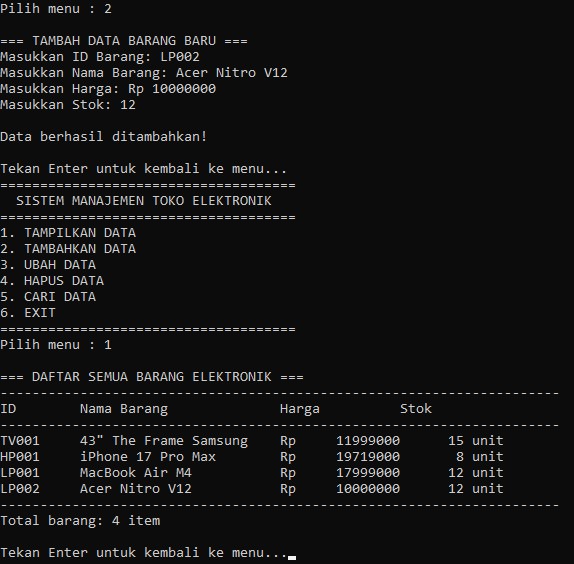 Pilih menu : 2
=== TAMBAH DATA BARANG BARU ===
Masukkan ID Barang: LP002
Masukkan Nama Barang: Acer Nitro V12
Masukkan Harga: Rp 10000000
Masukkan Stok: 12
Data berhasil ditambahkan!
Tekan Enter untuk kembali ke menu...
=====================================
  SISTEM MANAJEMEN TOKO ELEKTRONIK
=====================================
1. TAMPILKAN DATA
2. TAMBAHKAN DATA
3. UBAH DATA
4. HAPUS DATA
5. CARI DATA
6. EXIT
=====================================
Pilih menu : 1
=== DAFTAR SEMUA BARANG ELEKTRONIK ===
----------------------------------------------------------------------
ID        Nama Barang              Harga          Stok
----------------------------------------------------------------------
TV001     43" The Frame Samsung    Rp     11999000      15 unit
HP001     iPhone 17 Pro Max        Rp     19719000       8 unit
LP001     MacBook Air M4           Rp     17999000      12 unit
LP002     Acer Nitro V12           Rp     10000000      12 unit
----------------------------------------------------------------------
Total barang: 4 item
Tekan Enter untuk kembali ke menu...